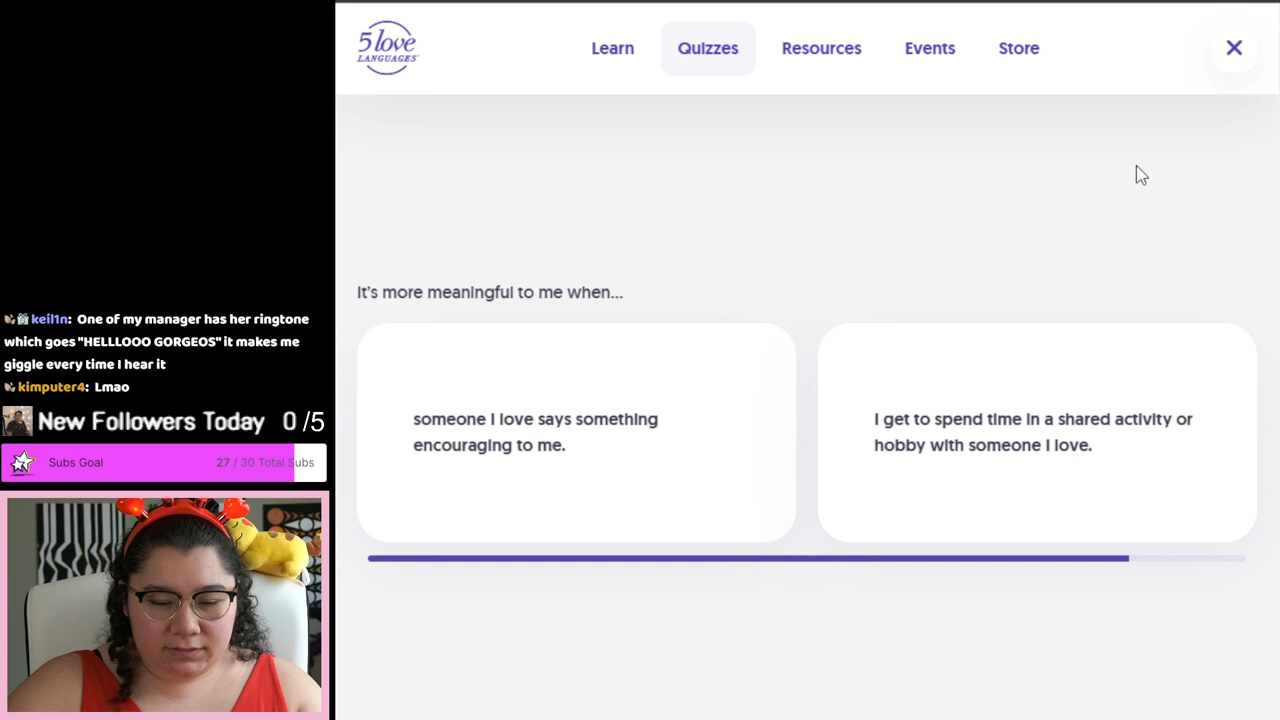 5 love
LANGUAGES
Learn
Quizzes
Resources
Events
Store
It's more meaningful to me when...
someone I love says something
encouraging to me.
I get to spend time in a shared activity or
hobby with someone I love.
keil1n: One of my manager has her ringtone
which goes "HELLLOOO GORGEOS" it makes me
giggle every time I hear it
kimputer4: Lmao
New Followers Today 0 /5
Subs Goal 27 / 30 Total Subs